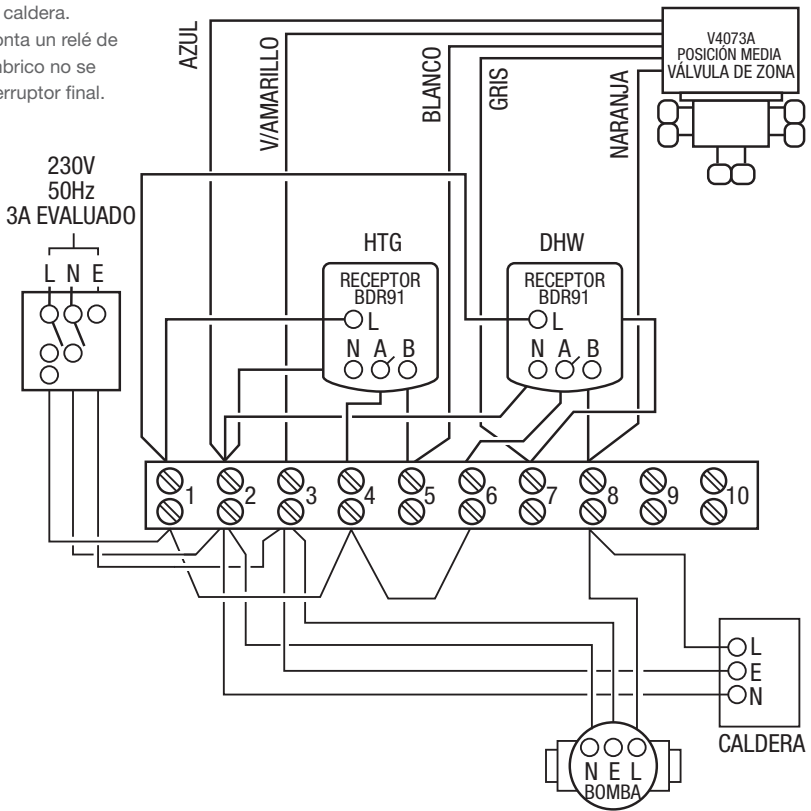 caldera.
onta un relé de
nbrico no se
erruptor final.
AZUL
V/AMARILLO
BLANCO
GRIS
NARANJA
V4073A
POSICIÓN MEDIA
VÁLVULA DE ZONA
230V
50Hz
3A EVALUADO
L N E
HTG
RECEPTOR
BDR91
L
N A B
DHW
RECEPTOR
BDR91
L
N A B
1 2 3 4 5 6 7 8 9 10
L
E
N
CALDERA
N E L
BOMBA